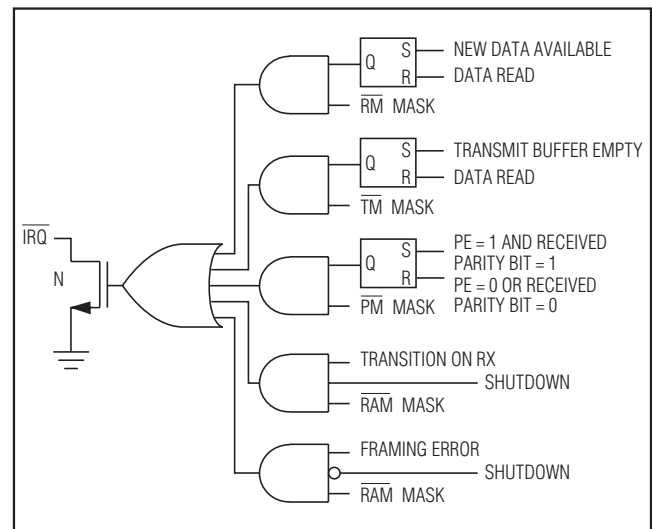 S
NEW DATA AVAILABLE
Q
R
DATA READ
RM MASK
S
TRANSMIT BUFFER EMPTY
Q
R
DATA READ
TM MASK
IRQ
N
S
PE = 1 AND RECEIVED
PARITY BIT = 1
Q
R
PE = 0 OR RECEIVED
PARITY BIT = 0
PM MASK
TRANSITION ON RX
SHUTDOWN
RAM MASK
FRAMING ERROR
SHUTDOWN
RAM MASK